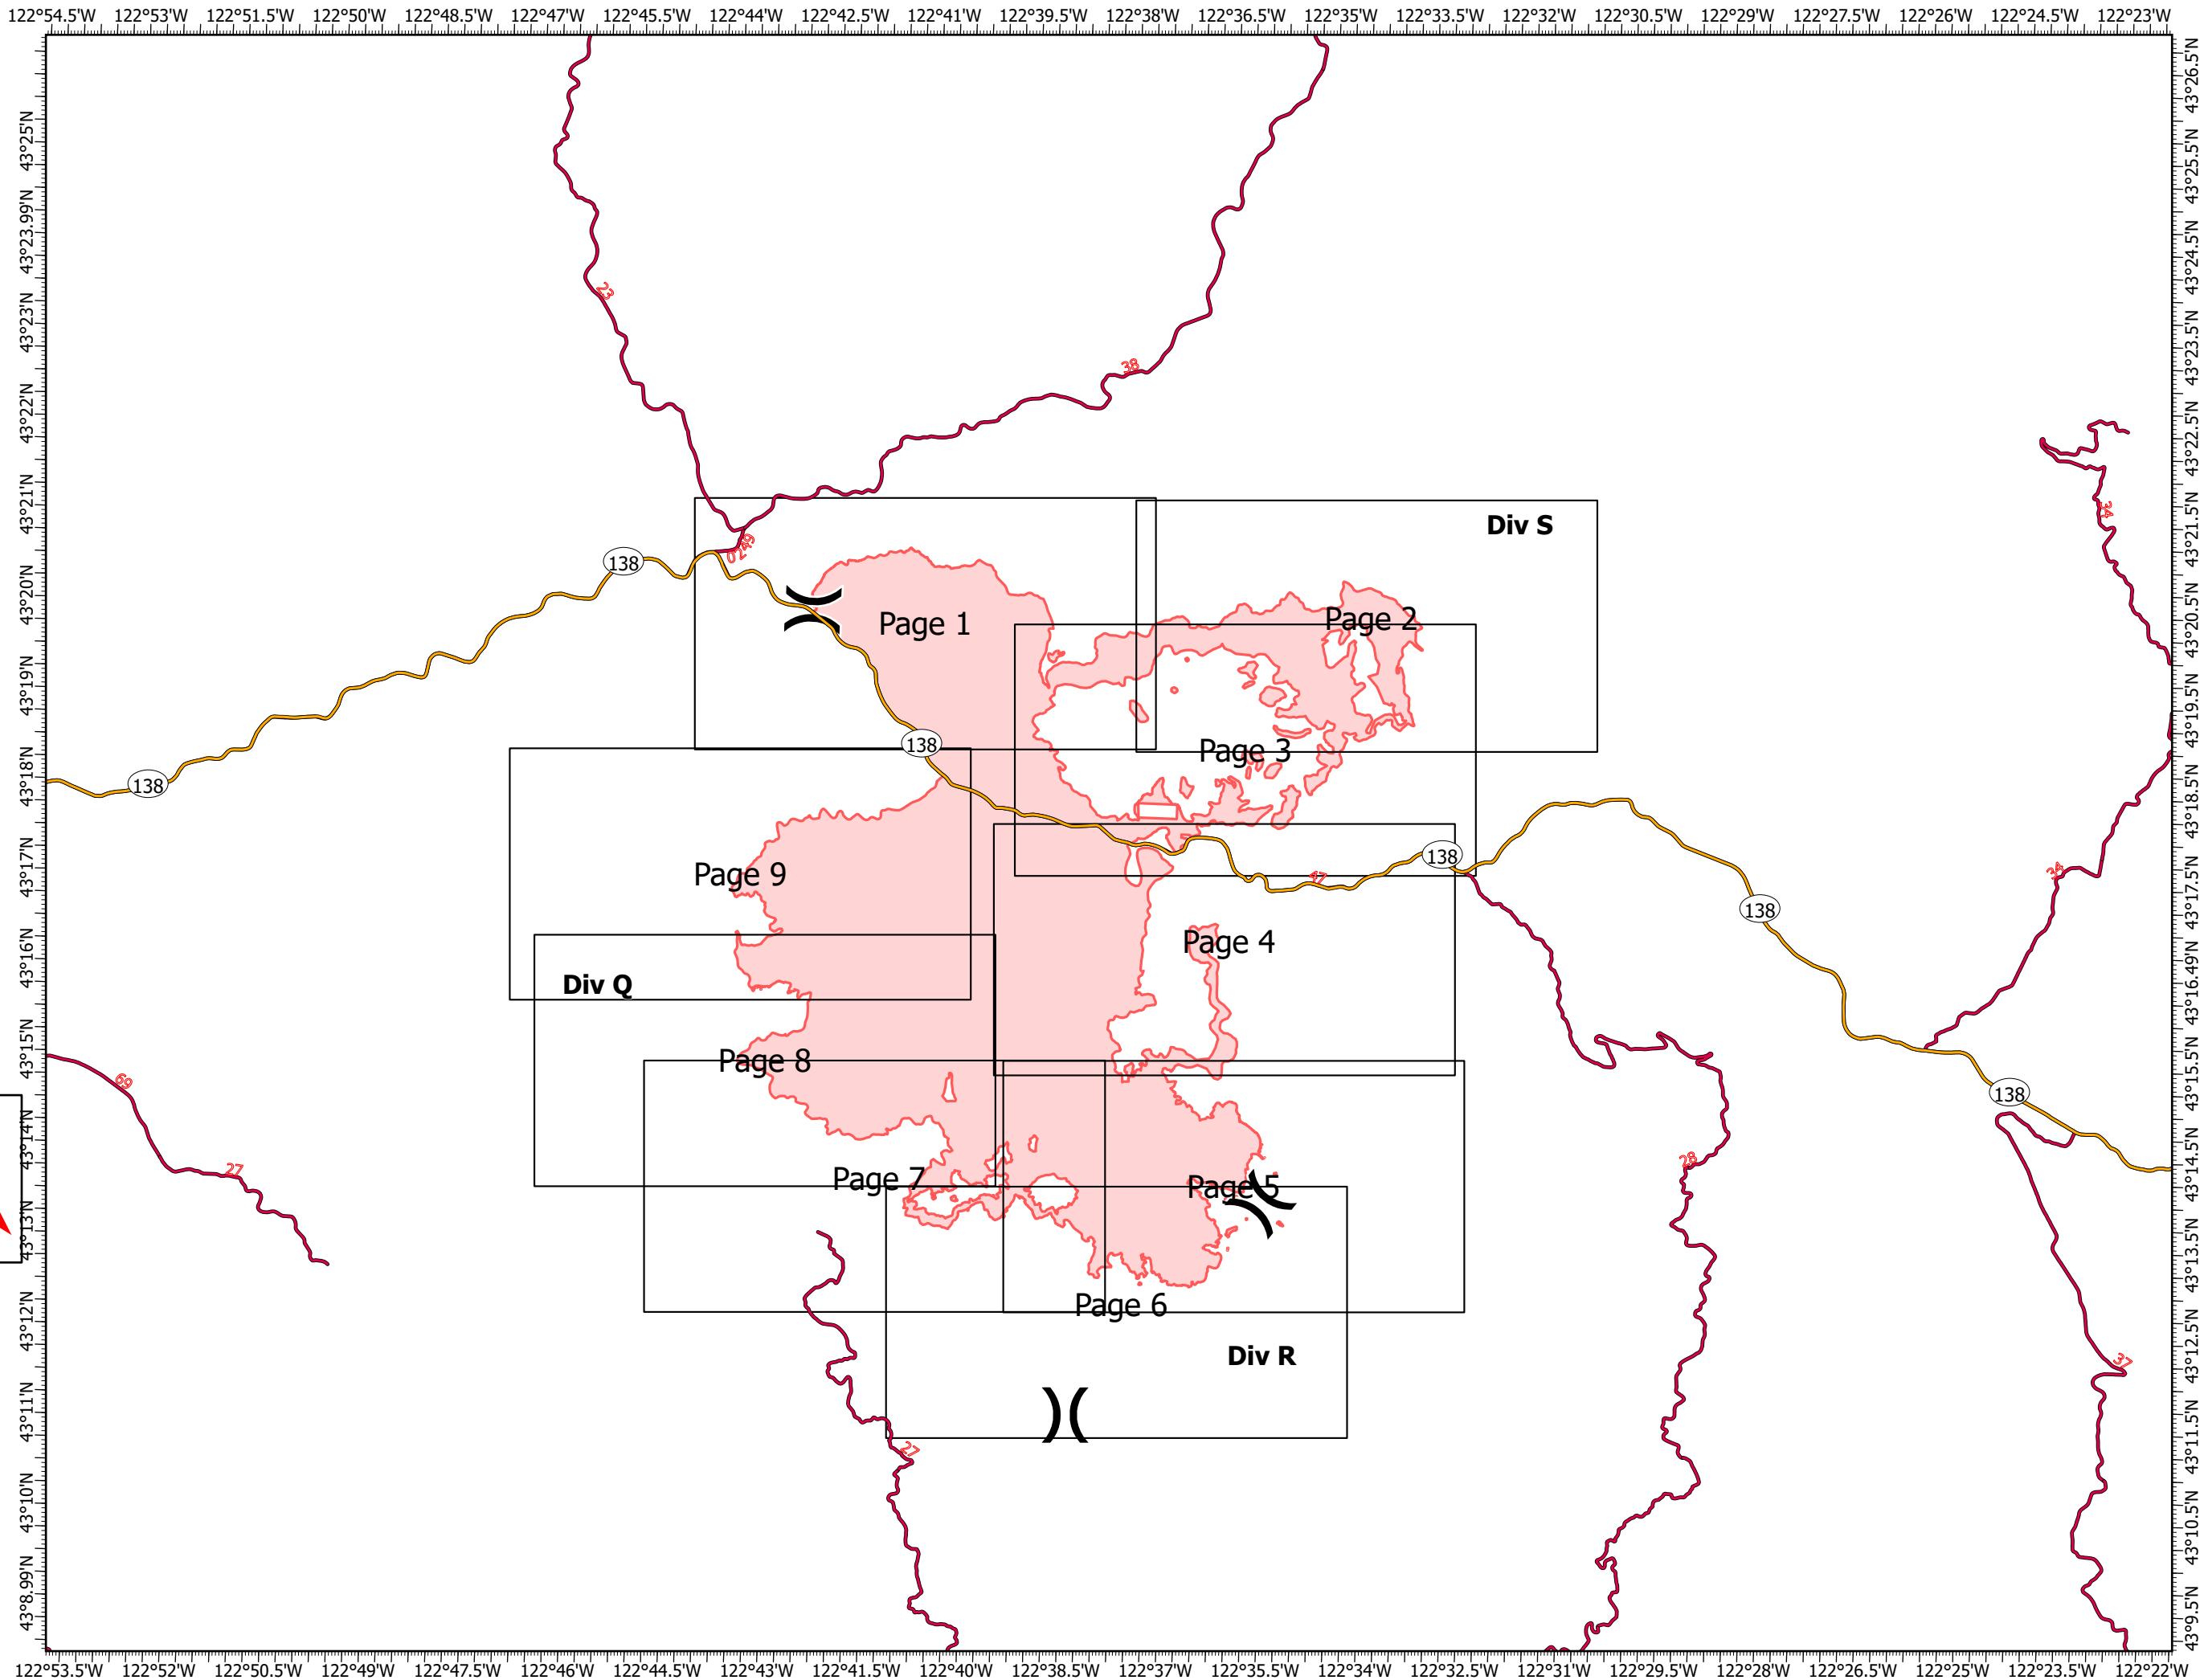 122°54.5'W 122°53'W 122°51.5'W 122°50'W 122°48.5'W 122°47'W 122°45.5'W 122°44'W 122°42.5'W 122°41'W 122°39.5'W 122°38'W 122°36.5'W 122°35'W 122°33.5'W 122°32'W 122°30.5'W 122°29'W 122°27.5'W 122°26'W 122°24.5'W 122°23'W
43°25'N
43°23.99'N
43°23'N
43°22'N
43°21'N
43°20'N
43°19'N
43°18'N
43°17'N
43°16'N
43°15'N
43°14'N
43°13'N
43°12'N
43°11'N
43°10'N
43°8.99'N
43°26.5'N
43°25.5'N
43°24.5'N
43°23.5'N
43°22.5'N
43°21.5'N
43°20.5'N
43°19.5'N
43°18.5'N
43°17.5'N
43°16.49'N
43°15.5'N
43°14.5'N
43°13.5'N
43°12.5'N
43°11.5'N
43°10.5'N
43°9.5'N
23
38
34
Div S
0249
138
Page 1
Page 2
138
Page 3
138
138
Page 9
47
34
138
Page 4
Div Q
Page 8
69
138
27
28
Page 7
Page 5
Page 6
Div R
37
27
122°53.5'W 122°52'W 122°50.5'W 122°49'W 122°47.5'W 122°46'W 122°44.5'W 122°43'W 122°41.5'W 122°40'W 122°38.5'W 122°37'W 122°35.5'W 122°34'W 122°32.5'W 122°31'W 122°29.5'W 122°28'W 122°26.5'W 122°25'W 122°23.5'W 122°22'W